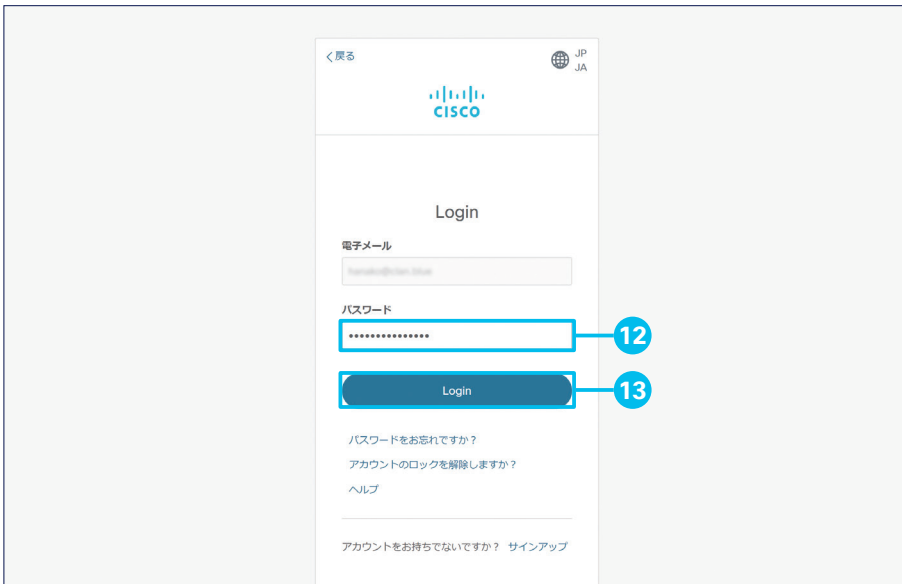 戻る
JP
JA
CISCO
Login
電子メール
パスワード
•••••••••••••••
12
Login
13
パスワードをお忘れですか？
アカウントのロックを解除しますか？
ヘルプ
アカウントをお持ちでないですか？ サインアップ